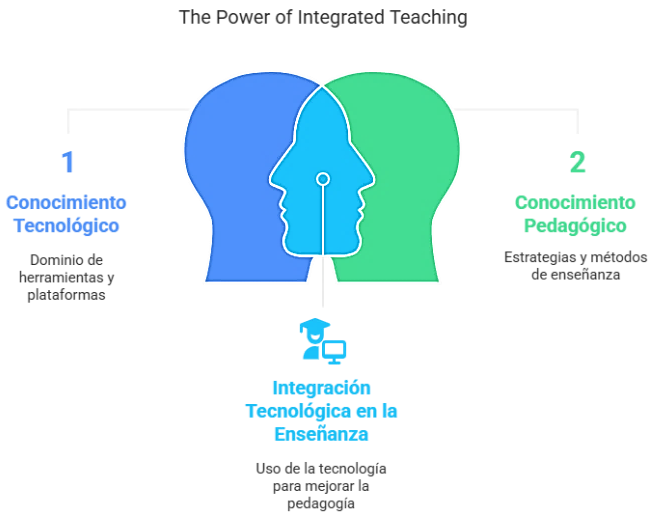 The Power of Integrated Teaching
1
Conocimiento
Tecnológico
Dominio de
herramientas y
plataformas
2
Conocimiento
Pedagógico
Estrategias y métodos
de enseñanza
Integración
Tecnológica en la
Enseñanza
Uso de la tecnología
para mejorar la
pedagogía